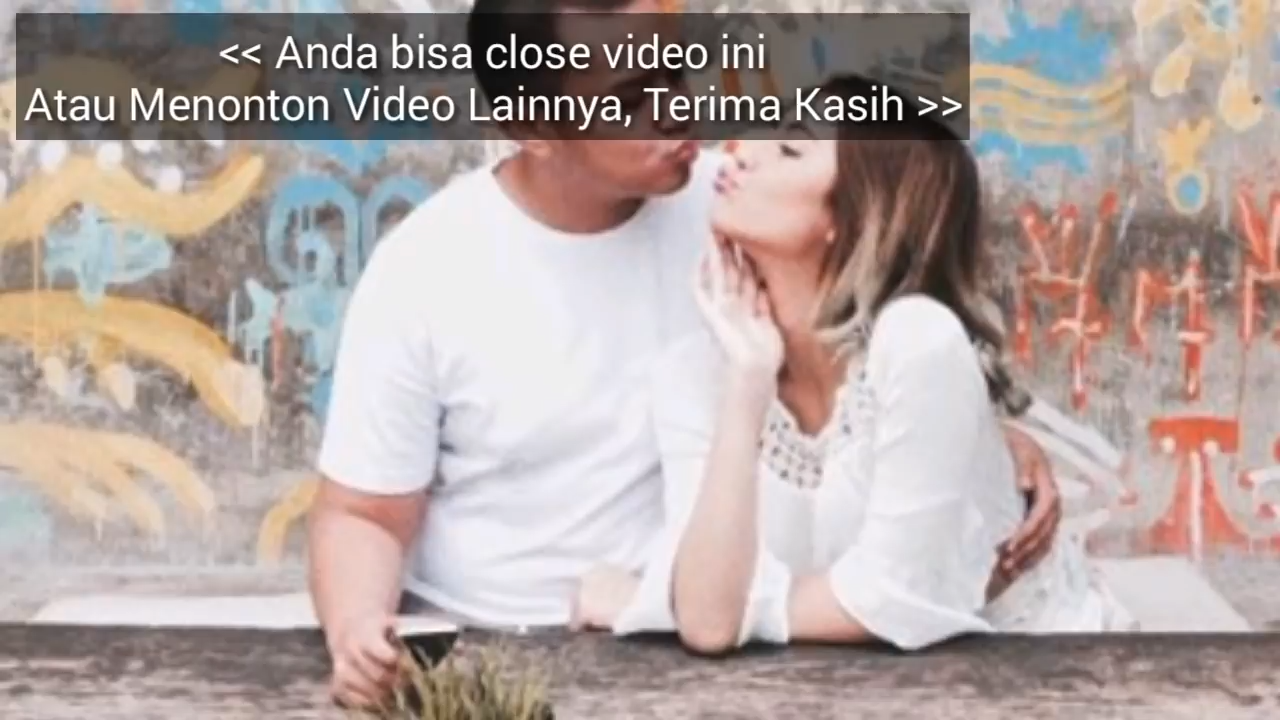 << Anda bisa close video ini
Atau Menonton Video Lainnya, Terima Kasih >>